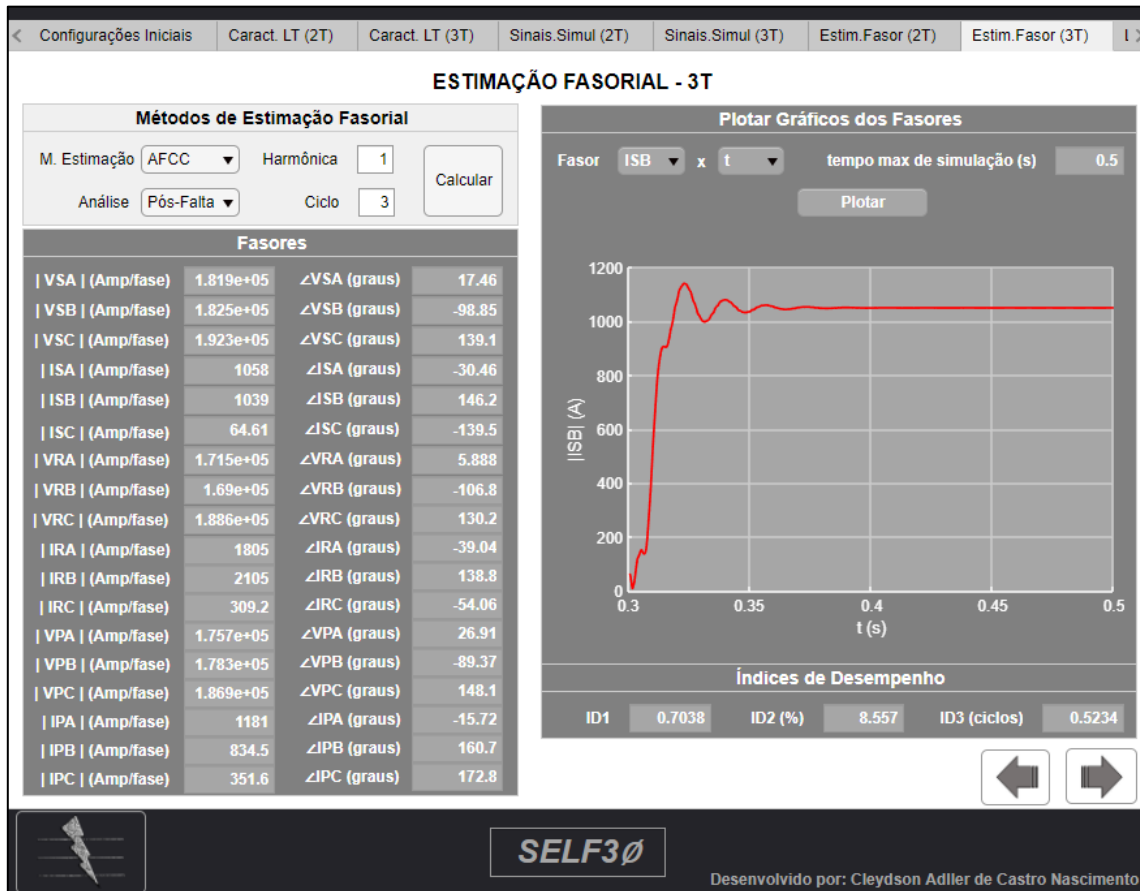 Configurações Iniciais Caract. LT (2T) Caract. LT (3T) Sinais.Simul (2T) Sinais.Simul (3T) Estim.Fasor (2T) Estim.Fasor (3T)
ESTIMAÇÃO FASORIAL - 3T
Métodos de Estimação Fasorial
M. Estimação AFCC Harmônica 1
Calcular
Análise Pós-Falta Ciclo 3
Fasores
| VSA | (Amp/fase) 1.819e+05 ∠VSA (graus) 17.46
| VSB | (Amp/fase) 1.825e+05 ∠VSB (graus) -98.85
| VSC | (Amp/fase) 1.923e+05 ∠VSC (graus) 139.1
| ISA | (Amp/fase) 1058 ∠ISA (graus) -30.46
| ISB | (Amp/fase) 1039 ∠ISB (graus) 146.2
| ISC | (Amp/fase) 64.61 ∠ISC (graus) -139.5
| VRA | (Amp/fase) 1.715e+05 ∠VRA (graus) 5.888
| VRB | (Amp/fase) 1.69e+05 ∠VRB (graus) -106.8
| VRC | (Amp/fase) 1.886e+05 ∠VRC (graus) 130.2
| IRA | (Amp/fase) 1805 ∠IRA (graus) -39.04
| IRB | (Amp/fase) 2105 ∠IRB (graus) 138.8
| IRC | (Amp/fase) 309.2 ∠IRC (graus) -54.06
| VPA | (Amp/fase) 1.757e+05 ∠VPA (graus) 26.91
| VPB | (Amp/fase) 1.783e+05 ∠VPB (graus) -89.37
| VPC | (Amp/fase) 1.869e+05 ∠VPC (graus) 148.1
| IPA | (Amp/fase) 1181 ∠IPA (graus) -15.72
| IPB | (Amp/fase) 834.5 ∠IPB (graus) 160.7
| IPC | (Amp/fase) 351.6 ∠IPC (graus) 172.8
Plotar Gráficos dos Fasores
Fasor ISB x t tempo max de simulação (s) 0.5
Plotar
1200
1000
800
600
400
200
0
|ISB| (A)
0.3 0.35 0.4 0.45 0.5
t (s)
Índices de Desempenho
ID1 0.7038 ID2 (%) 8.557 ID3 (ciclos) 0.5234
SELF3Ø
Desenvolvido por: Cleydson Adller de Castro Nascimento